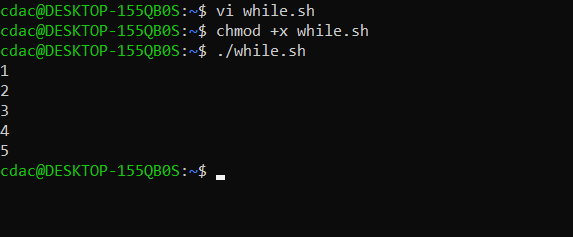 cdac@DESKTOP-155QB0S:~$ vi while.sh
cdac@DESKTOP-155QB0S:~$ chmod +x while.sh
cdac@DESKTOP-155QB0S:~$ ./while.sh
1
2
3
4
5
cdac@DESKTOP-155QB0S:~$